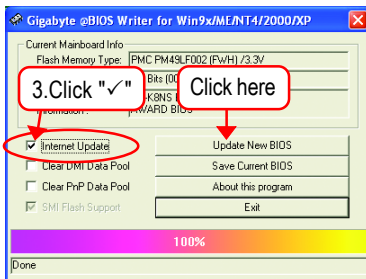 Gigabyte @BIOS Writer for Win9x/ME/NT4/2000/XP
Current Mainboard Info
Flash Memory Type: PMC PM49LF002 (FWH) /3.3V
Bits (00
K8NS
BIOS
3.Click "✓"
Click here
Internet Update
Update New BIOS
Clear DMI Data Pool
Save Current BIOS
Clear PnP Data Pool
About this program
SMI Flash Support
Exit
100%
Done